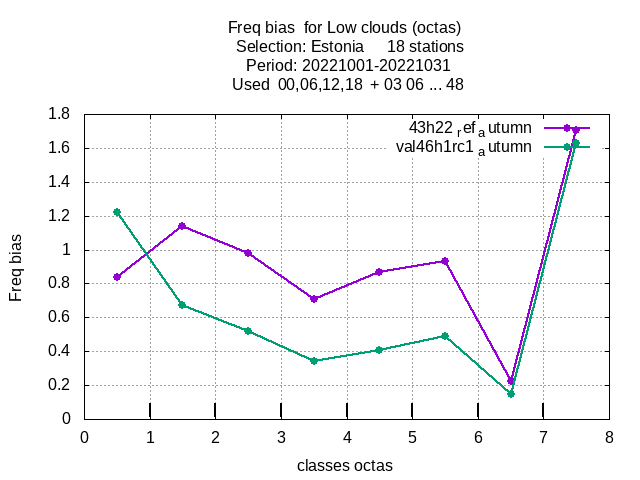 Freq bias  for Low clouds (octas)
Selection: Estonia     18 stations
Period: 20221001-20221031
Used  00,06,12,18  + 03 06 ... 48
43h22 ref autumn
val46h1rc1 autumn
1.8
1.6
1.4
1.2
1
0.8
0.6
0.4
0.2
0
Freq bias
0 1 2 3 4 5 6 7 8
classes octas